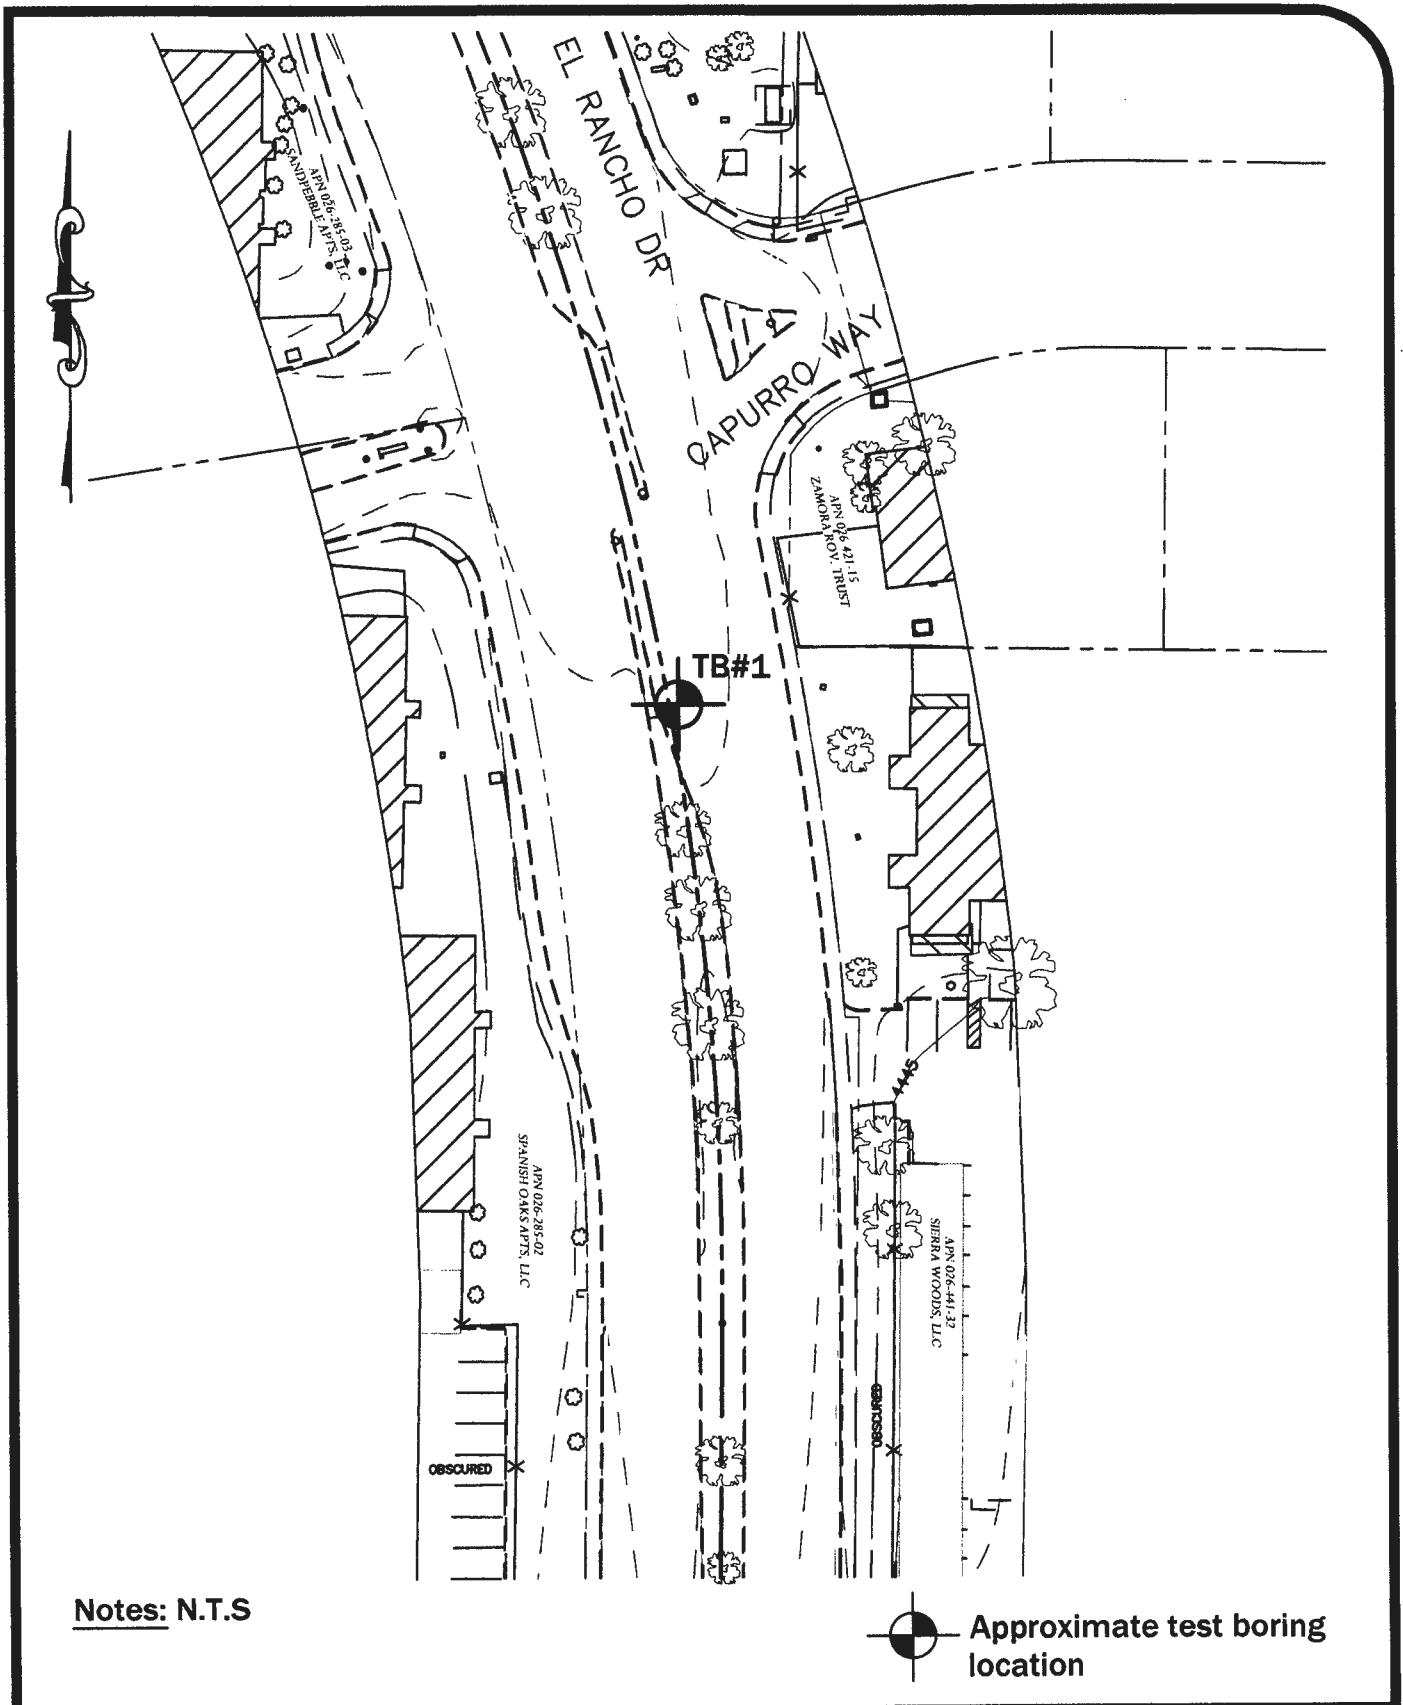 EL RANCHO DR
APN 026-285-03
SANDPEBBLE APTS, LLC
CAPURRO WAY
APN 026 421-15
ZAMORA ROV. TRUST
TB#1
4445
APN 026-285-02
SPANISH OAKS APTS, LLC
APN 026-441-32
SIERRA WOODS, LLC
OBSCURED
OBSCURED
Notes: N.T.S
Approximate test boring
location